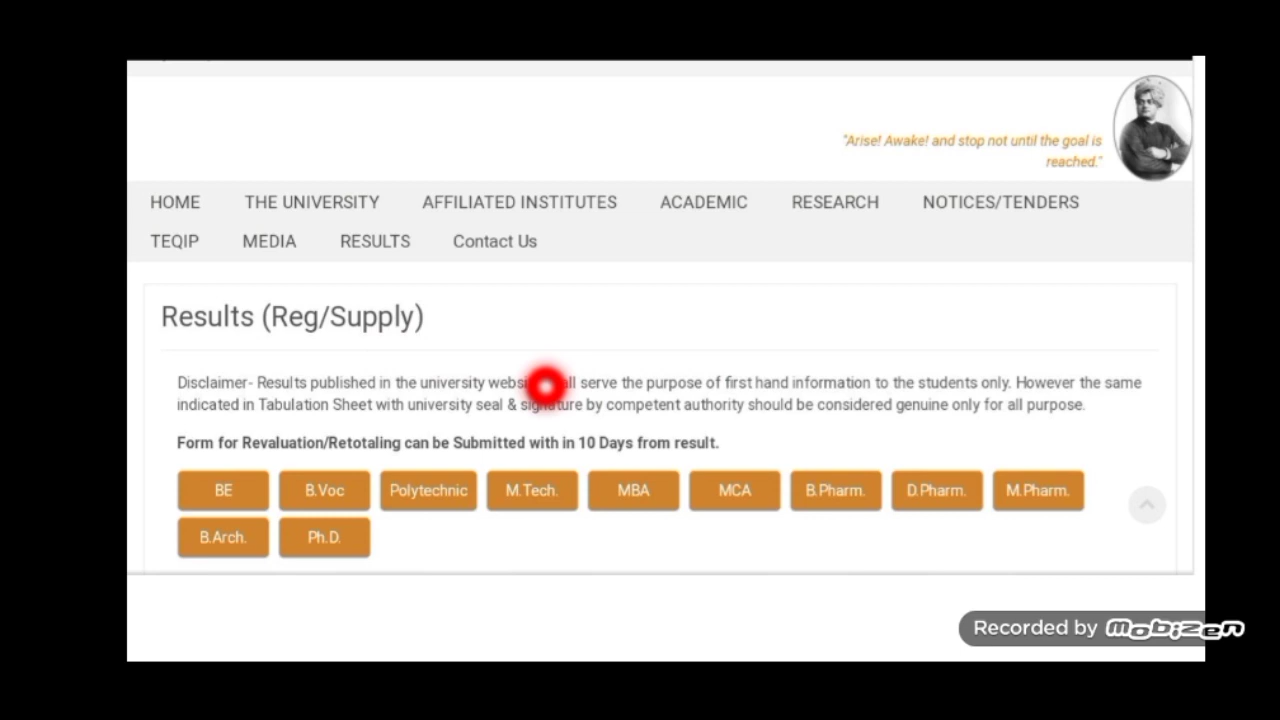 "Arise! Awake! and stop not until the goal is
reached."
HOME THE UNIVERSITY AFFILIATED INSTITUTES ACADEMIC RESEARCH NOTICES/TENDERS
TEQIP MEDIA RESULTS Contact Us
Results (Reg/Supply)
Disclaimer- Results published in the university serve the purpose of first hand information to the students only. However the same
indicated in Tabulation Sheet with university seal & signature by competent authority should be considered genuine only for all purpose.
Form for Revaluation/Retotaling can be Submitted with in 10 Days from result.
BE B.Voc Polytechnic M.Tech. MBA MCA B.Pharm. D.Pharm. M.Pharm.
B.Arch. Ph.D.
Recorded by Mobizen